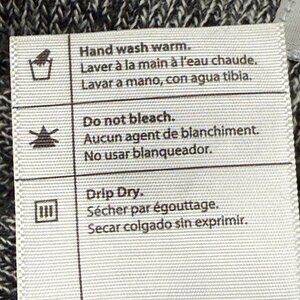 Hand wash warm.
Laver à la main à l'eau chaude.
Lavar a mano, con agua tibia.
Do not bleach.
Aucun agent de blanchiment.
No usar blanqueador.
Drip Dry.
Sécher par égouttage.
Secar colgado sin exprimir.